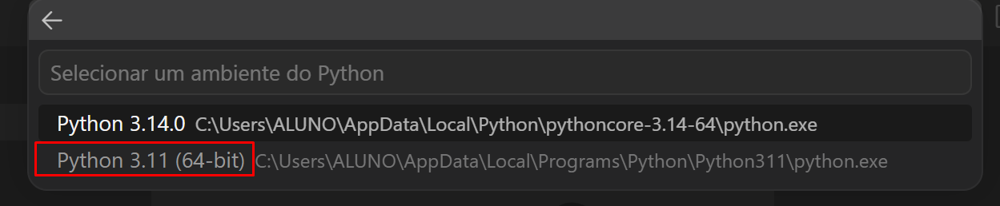 Selecionar um ambiente do Python
Python 3.14.0 C:\Users\ALUNO\AppData\Local\Python\pythoncore-3.14-64\python.exe
Python 3.11 (64-bit) C:\Users\ALUNO\AppData\Local\Programs\Python\Python311\python.exe